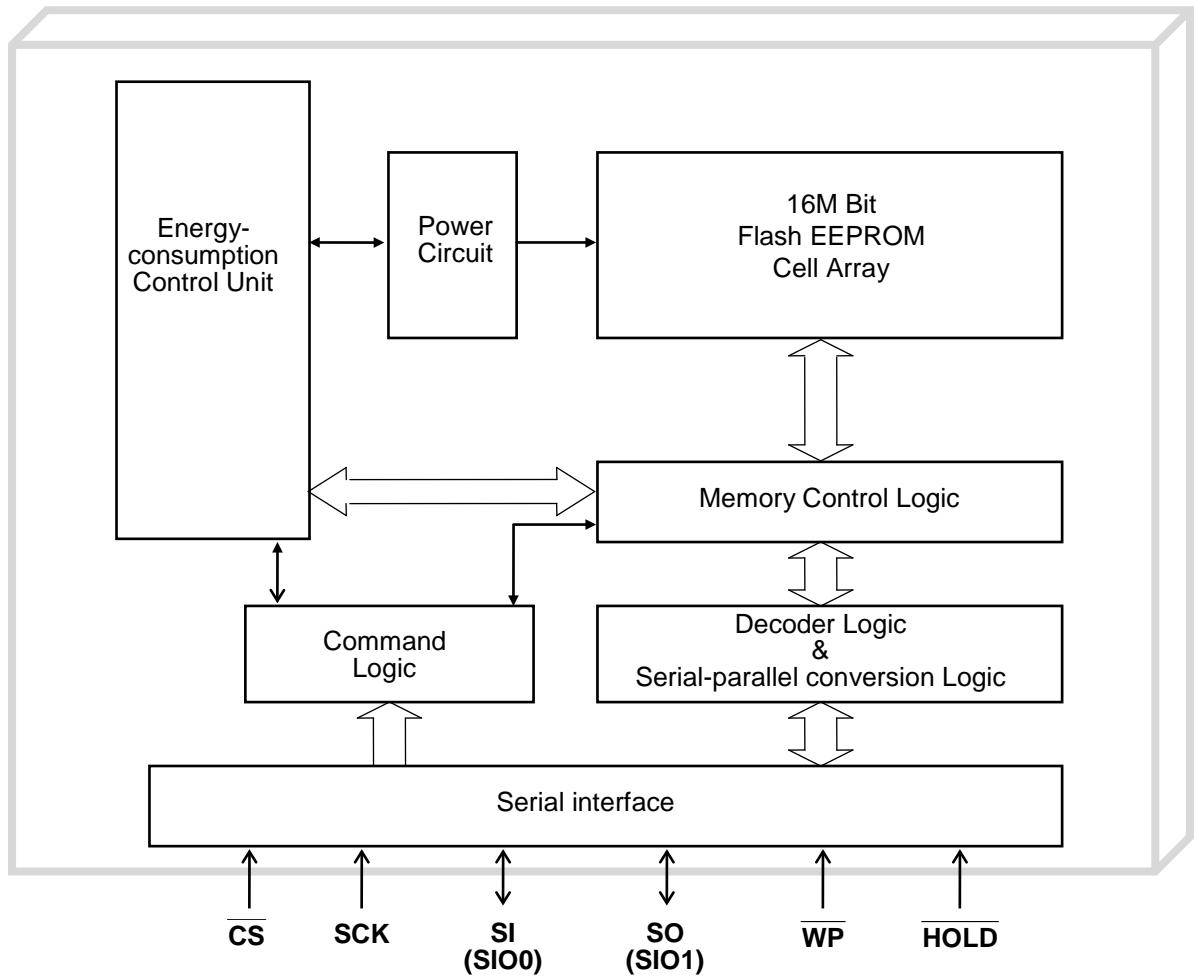 Energy-
consumption
Control Unit
Power
Circuit
16M Bit
Flash EEPROM
Cell Array
Memory Control Logic
Command
Logic
Decoder Logic
&
Serial-parallel conversion Logic
Serial interface
CS
SCK
SI
(SIO0)
SO
(SIO1)
WP
HOLD